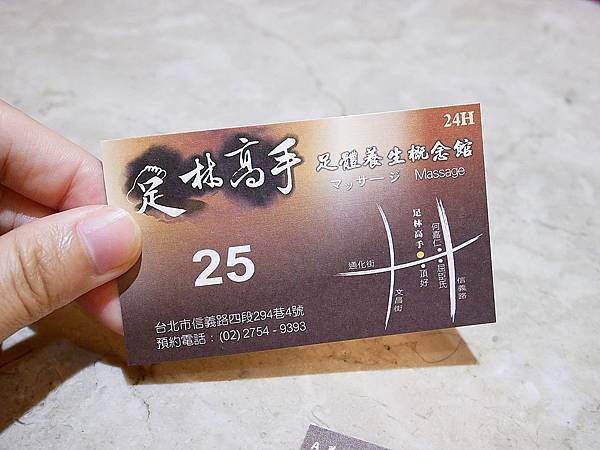 24H
足林高手 足體養生概念館
マッサージ Massage
25
足林高手
何嘉仁
屈臣氏
頂好
通化街
文昌街
信義路
台北市信義路四段294巷4號
預約電話：(02) 2754 - 9393